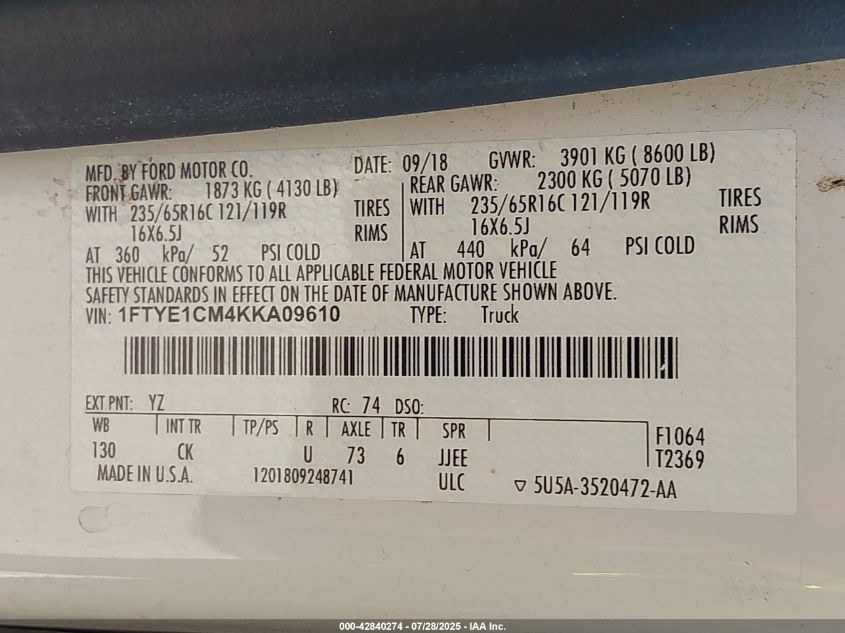 MFD. BY FORD MOTOR CO. DATE: 09/18 GVWR: 3901 KG ( 8600 LB)
FRONT GAWR: 1873 KG ( 4130 LB) REAR GAWR: 2300 KG ( 5070 LB)
WITH 235/65R16C 121/119R TIRES WITH 235/65R16C 121/119R TIRES
16X6.5J RIMS 16X6.5J RIMS
AT 360 kPa/ 52 PSI COLD AT 440 kPa/ 64 PSI COLD
THIS VEHICLE CONFORMS TO ALL APPLICABLE FEDERAL MOTOR VEHICLE
SAFETY STANDARDS IN EFFECT ON THE DATE OF MANUFACTURE SHOWN ABOVE.
VIN: 1FTYE1CM4KKA09610 TYPE: Truck
EXT PNT: YZ RC: 74 DSO:
WB INT TR TP/PS R AXLE TR SPR F1064
130 CK U 73 6 JJEE T2369
MADE IN U.S.A. 1201809248741 ULC ▽ 5U5A-3520472-AA
000-42840274 - 07/28/2025 - IAA Inc.